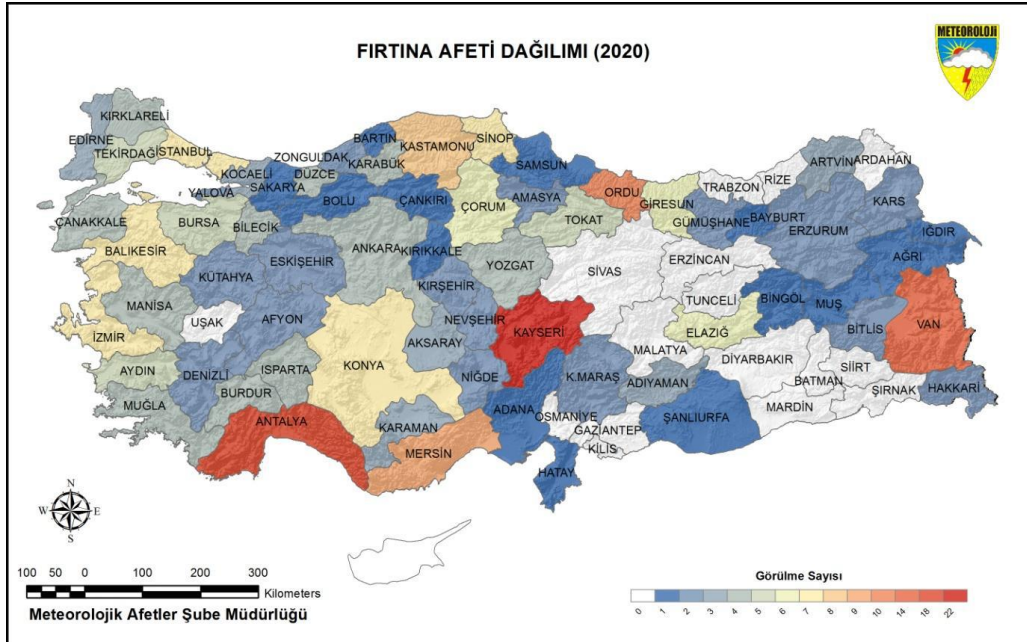 METEOROLOJİ
FIRTINA AFETİ DAĞILIMI (2020)
KIRKLARELİ
EDİRNE
TEKİRDAĞ
İSTANBUL
KOCAELİ
YALOVA
SAKARYA
DÜZCE
ZONGULDAK
BARTIN
KARABÜK
KASTAMONU
SİNOP
SAMSUN
ORDU
GİRESUN
TRABZON
RİZE
ARTVİN
ARDAHAN
KARS
IĞDIR
AĞRI
ERZURUM
BAYBURT
GÜMÜŞHANE
TOKAT
AMASYA
ÇORUM
ÇANKIRI
BOLU
BİLECİK
BURSA
ÇANAKKALE
BALIKESİR
KÜTAHYA
ESKİŞEHİR
ANKARA
KIRIKKALE
YOZGAT
SİVAS
ERZİNCAN
TUNCELİ
BİNGÖL
MUŞ
BİTLİS
VAN
HAKKARİ
ŞIRNAK
SİİRT
BATMAN
MARDİN
DİYARBAKIR
ELAZIĞ
MALATYA
ADIYAMAN
ŞANLIURFA
K.MARAŞ
GAZİANTEP
KİLİS
OSMANİYE
HATAY
ADANA
KAYSERİ
KIRŞEHİR
NEVŞEHİR
AKSARAY
NİĞDE
KONYA
KARAMAN
MERSİN
ANTALYA
ISPARTA
BURDUR
AFYON
UŞAK
DENİZLİ
MANİSA
İZMİR
AYDIN
MUĞLA
N
W E
S
100 50 0 100 200 300
Kilometers
Meteorolojik Afetler Şube Müdürlüğü
Görülme Sayısı
0 1 2 3 4 5 6 7 8 9 10 14 18 22